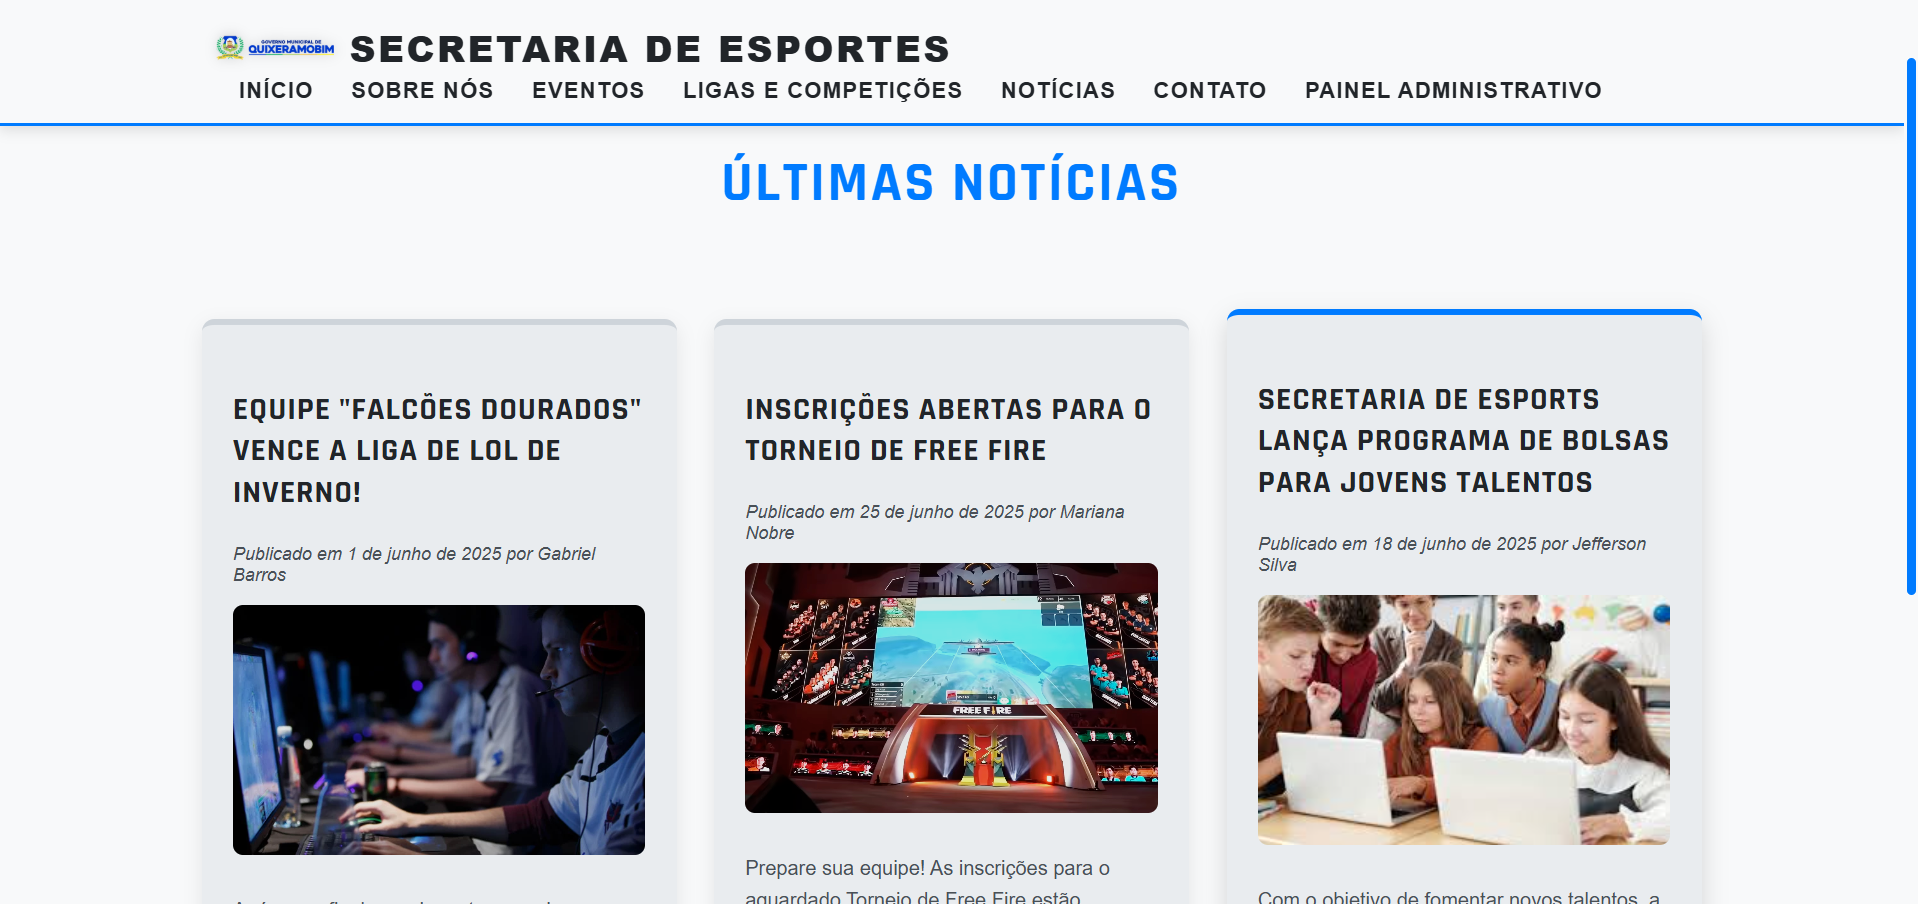 GOVERNO MUNICIPAL DE
QUIXERAMOBIM
SECRETARIA DE ESPORTES
INÍCIO SOBRE NÓS EVENTOS LIGAS E COMPETIÇÕES NOTÍCIAS CONTATO PAINEL ADMINISTRATIVO
ÚLTIMAS NOTÍCIAS
EQUIPE "FALCÕES DOURADOS"
VENCE A LIGA DE LOL DE
INVERNO!
Publicado em 1 de junho de 2025 por Gabriel
Barros
INSCRIÇÕES ABERTAS PARA O
TORNEIO DE FREE FIRE
Publicado em 25 de junho de 2025 por Mariana
Nobre
FREE FIRE
Prepare sua equipe! As inscrições para o
aguardado Torneio de Free Fire estão
SECRETARIA DE ESPORTS
LANÇA PROGRAMA DE BOLSAS
PARA JOVENS TALENTOS
Publicado em 18 de junho de 2025 por Jefferson
Silva
Com o objetivo de fomentar novos talentos, a